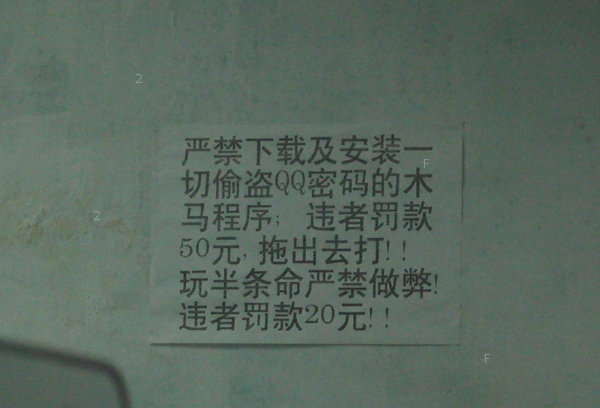 严禁下载及安装一
切偷盗QQ密码的木
马程序; 违者罚款
50元, 拖出去打!!
玩半条命严禁做弊!
违者罚款20元!!
2
F
2
F